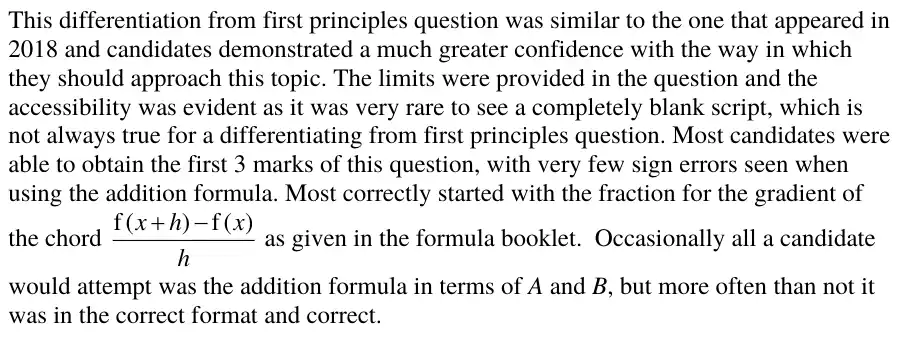 This differentiation from first principles question was similar to the one that appeared in
2018 and candidates demonstrated a much greater confidence with the way in which
they should approach this topic. The limits were provided in the question and the
accessibility was evident as it was very rare to see a completely blank script, which is
not always true for a differentiating from first principles question. Most candidates were
able to obtain the first 3 marks of this question, with very few sign errors seen when
using the addition formula. Most correctly started with the fraction for the gradient of
the chord f(x+h)−f(x)/h as given in the formula booklet. Occasionally all a candidate
would attempt was the addition formula in terms of A and B, but more often than not it
was in the correct format and correct.